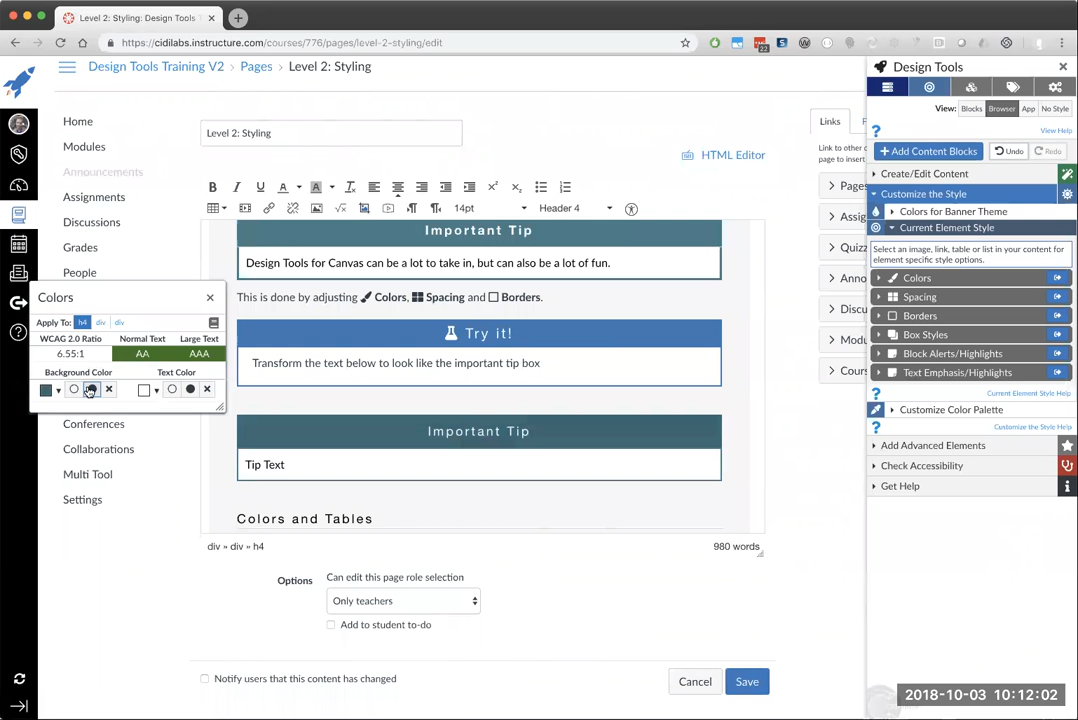 Level 2: Styling: Design Tools T
https://cidilabs.instructure.com/courses/776/pages/level-2-styling/edit
22
Design Tools Training V2 > Pages > Level 2: Styling
Home
Modules
Announcements
Assignments
Discussions
Grades
People
Conferences
Collaborations
Multi Tool
Settings
Colors
Apply To: h4 div div
WCAG 2.0 Ratio Normal Text Large Text
6.55:1 AA AAA
Background Color Text Color
Level 2: Styling
HTML Editor
14pt Header 4
Important Tip
Design Tools for Canvas can be a lot to take in, but can also be a lot of fun.
This is done by adjusting Colors, Spacing and Borders.
Try it!
Transform the text below to look like the important tip box
Important Tip
Tip Text
Colors and Tables
div » div » h4
980 words
Options
Can edit this page role selection
Only teachers
Add to student to-do
Notify users that this content has changed
Cancel
Save
Links
F
Link to other c
page to insert
Pages
Assig
Quizz
Anno
Discu
Modu
Cours
Design Tools
View: Blocks Browser App No Style
View Help
Add Content Blocks
Undo
Redo
Create/Edit Content
Customize the Style
Colors for Banner Theme
Current Element Style
Select an image, link, table or list in your content for
element specific style options.
Colors
Spacing
Borders
Box Styles
Block Alerts/Highlights
Text Emphasis/Highlights
Current Element Style Help
Customize Color Palette
Customize the Style Help
Add Advanced Elements
Check Accessibility
Get Help
2018-10-03 10:12:02